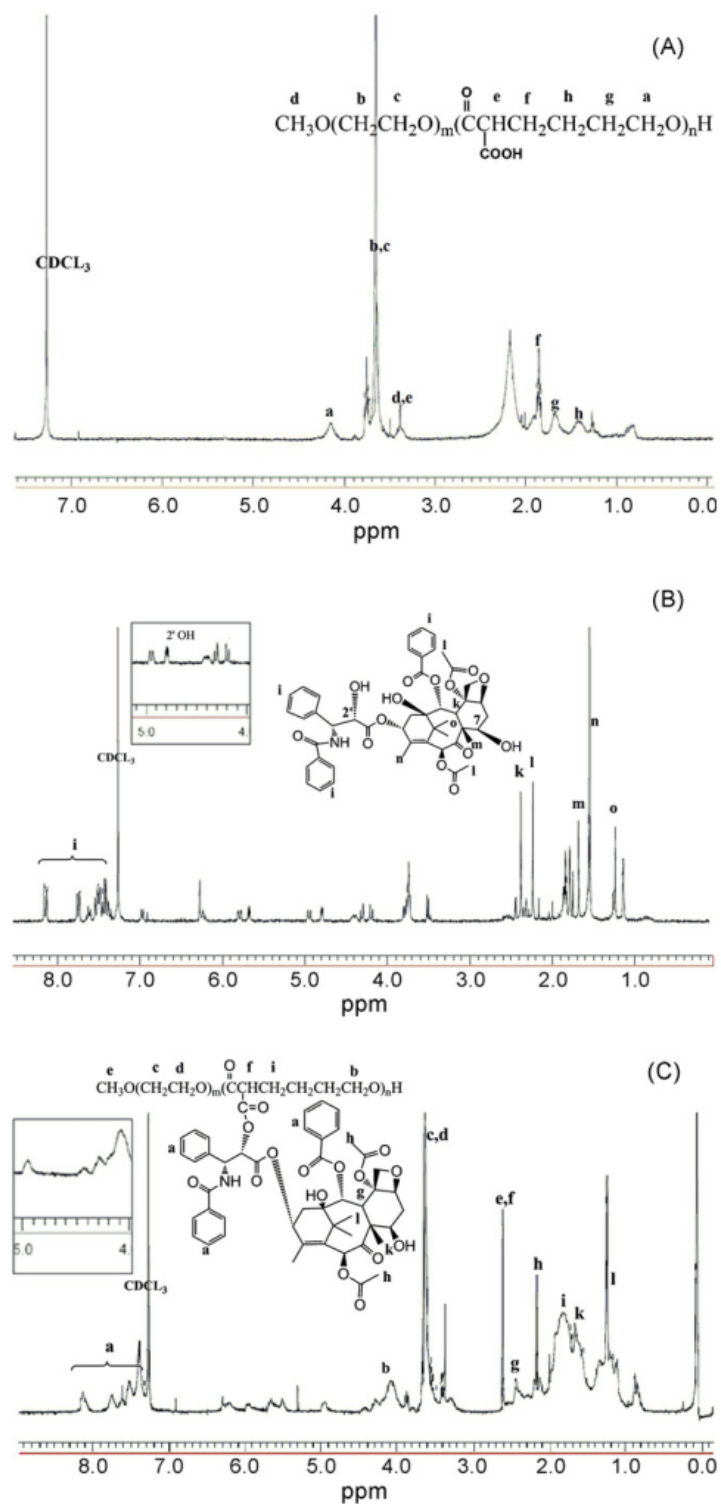 (A)
d b c O e f h g a
CH3O(CH2CH2O)m(C CHCH2CH2CH2CH2O)nH
COOH
CDCL3
b,c
a
d,e
f
g
h
7.0 6.0 5.0 4.0 3.0 2.0 1.0 0.0
ppm
(B)
2' OH
5.0 4.
CDCL3
i
i
O
OH
2'
NH
O
O
O
i
i
O
O
HO
O
O
l
k
O
7
o
m
O
OH
n
O
O
l
k
l
m
n
o
8.0 7.0 6.0 5.0 4.0 3.0 2.0 1.0
ppm
(C)
e c d O f i b
CH3O(CH2CH2O)m(C CHCH2CH2CH2CH2O)nH
O
O
a
NH
O
a
O
O
a
O
O
HO
h
O
O
g
O
l
k
O
OH
O
O
h
5.0 4.
CDCL3
a
b
c,d
e,f
g
h
i
k
l
8.0 7.0 6.0 5.0 4.0 3.0 2.0 1.0 0.0
ppm